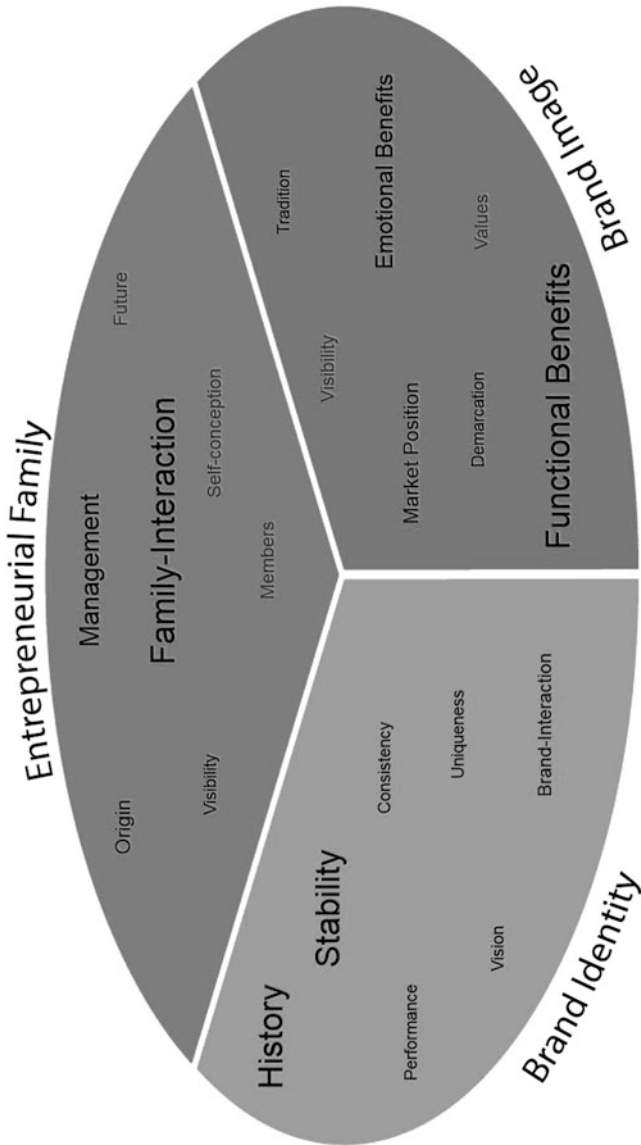 Entrepreneurial Family
Management
Origin
Future
Family-Interaction
Visibility
Self-conception
Members
History
Stability
Consistency
Performance
Uniqueness
Vision
Brand-Interaction
Brand Identity
Tradition
Visibility
Emotional Benefits
Market Position
Values
Demarcation
Functional Benefits
Brand Image